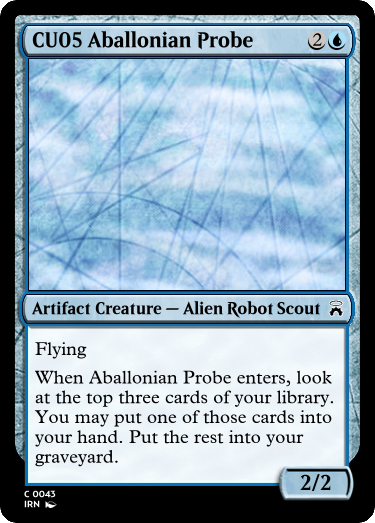 CU05 Aballonian Probe 2
Artifact Creature — Alien Robot Scout
Flying
When Aballonian Probe enters, look
at the top three cards of your library.
You may put one of those cards into
your hand. Put the rest into your
graveyard.
2/2
C 0043
IRN